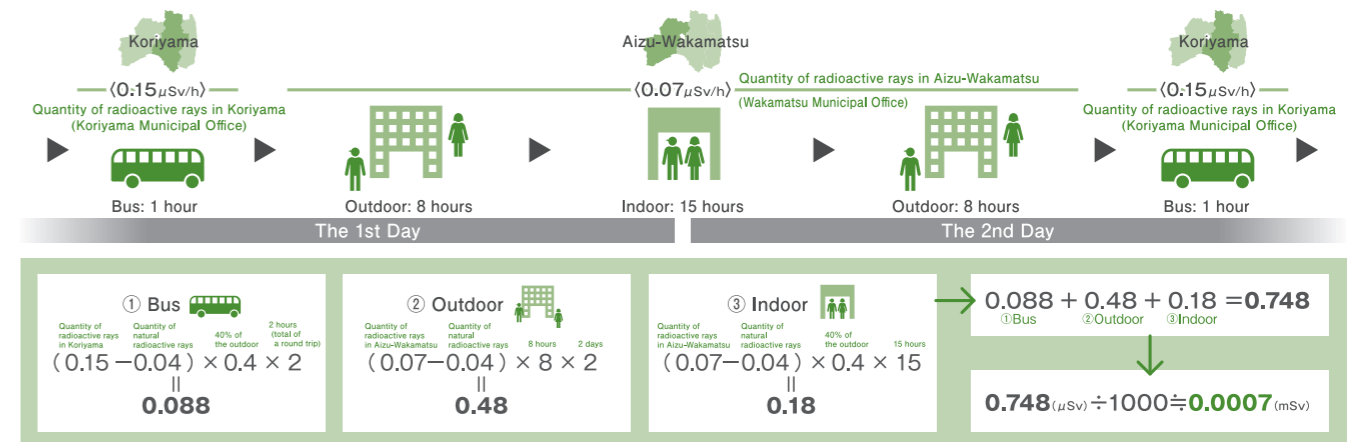 Koriyama
Aizu-Wakamatsu
Koriyama
〈0.15μSv/h〉
〈0.07μSv/h〉
Quantity of radioactive rays in Aizu-Wakamatsu
(Wakamatsu Municipal Office)
〈0.15μSv/h〉
Quantity of radioactive rays in Koriyama
(Koriyama Municipal Office)
Quantity of radioactive rays in Koriyama
(Koriyama Municipal Office)
Bus: 1 hour
Outdoor: 8 hours
Indoor: 15 hours
Outdoor: 8 hours
Bus: 1 hour
The 1st Day
The 2nd Day
① Bus
Quantity of
radioactive rays
in Koriyama
Quantity of
natural
radioactive rays
40% of
the outdoor
2 hours
(total of
a round trip)
(0.15−0.04)×0.4×2
=
0.088
② Outdoor
Quantity of
radioactive rays
in Aizu-Wakamatsu
Quantity of
natural
radioactive rays
8 hours
2 days
(0.07−0.04)×8×2
=
0.48
③ Indoor
Quantity of
radioactive rays
in Aizu-Wakamatsu
Quantity of
natural
radioactive rays
40% of
the outdoor
15 hours
(0.07−0.04)×0.4×15
=
0.18
0.088+0.48+0.18=0.748
①Bus ②Outdoor ③Indoor
0.748(μSv)÷1000≒0.0007(mSv)